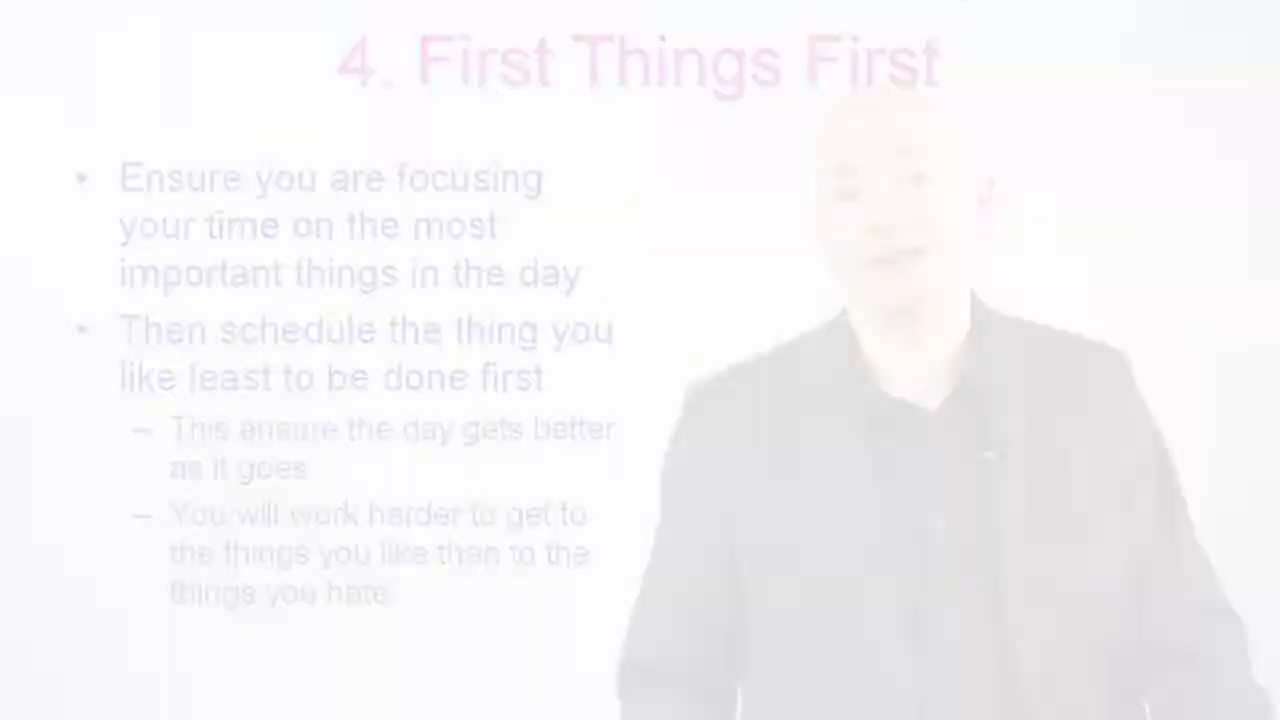 4. First Things First
• Ensure you are focusing
your time on the most
important things in the day
• Then schedule the thing you
like least to be done first
– This ensure the day gets better
as it goes
– You will work harder to get to
the things you like than to the
things you hate